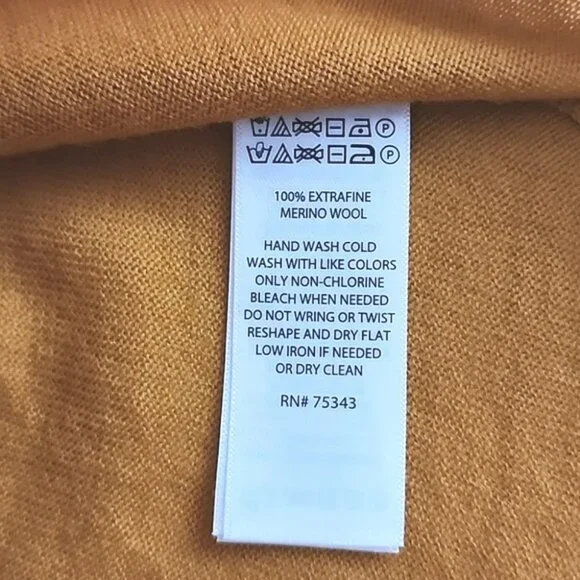 P
P
100% EXTRAFINE
MERINO WOOL
HAND WASH COLD
WASH WITH LIKE COLORS
ONLY NON-CHLORINE
BLEACH WHEN NEEDED
DO NOT WRING OR TWIST
RESHAPE AND DRY FLAT
LOW IRON IF NEEDED
OR DRY CLEAN
RN# 75343